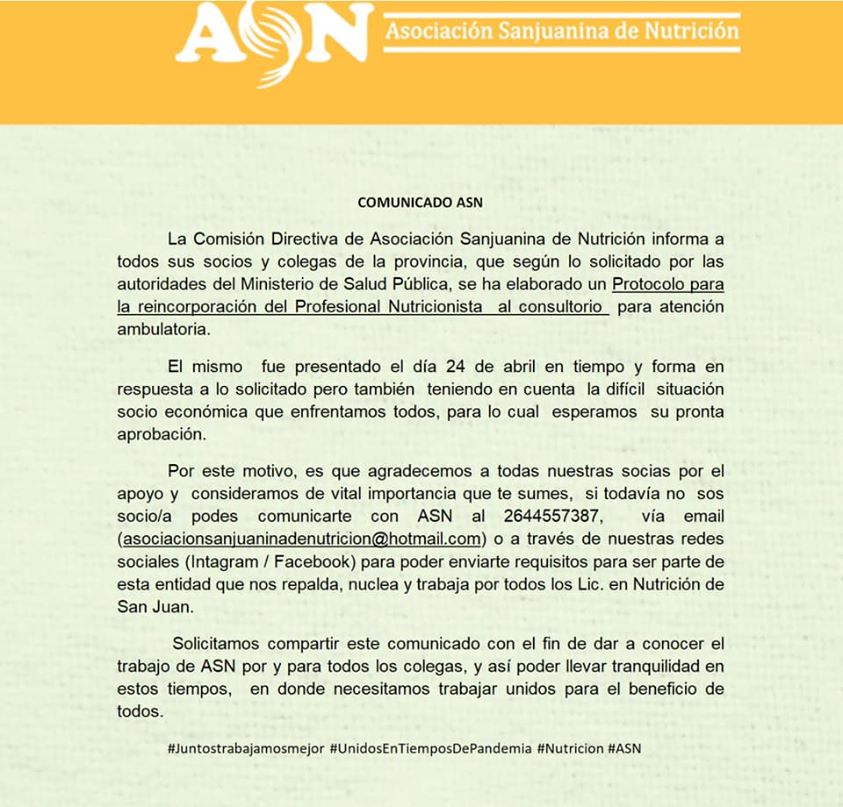 ASN Asociación Sanjuanina de Nutrición
COMUNICADO ASN
La Comisión Directiva de Asociación Sanjuanina de Nutrición informa a
todos sus socios y colegas de la provincia, que según lo solicitado por las
autoridades del Ministerio de Salud Pública, se ha elaborado un Protocolo para
la reincorporación del Profesional Nutricionista al consultorio para atención
ambulatoria.
El mismo fue presentado el día 24 de abril en tiempo y forma en
respuesta a lo solicitado pero también teniendo en cuenta la difícil situación
socio económica que enfrentamos todos, para lo cual esperamos su pronta
aprobación.
Por este motivo, es que agradecemos a todas nuestras socias por el
apoyo y consideramos de vital importancia que te sumes, si todavía no sos
socio/a podes comunicarte con ASN al 2644557387, vía email
(asociacionsanjuaninadenutricion@hotmail.com) o a través de nuestras redes
sociales (Intagram / Facebook) para poder enviarte requisitos para ser parte de
esta entidad que nos repalda, nuclea y trabaja por todos los Lic. en Nutrición de
San Juan.
Solicitamos compartir este comunicado con el fin de dar a conocer el
trabajo de ASN por y para todos los colegas, y así poder llevar tranquilidad en
estos tiempos, en donde necesitamos trabajar unidos para el beneficio de
todos.
#Juntostrabajamosmejor #UnidosEnTiemposDePandemia #Nutricion #ASN